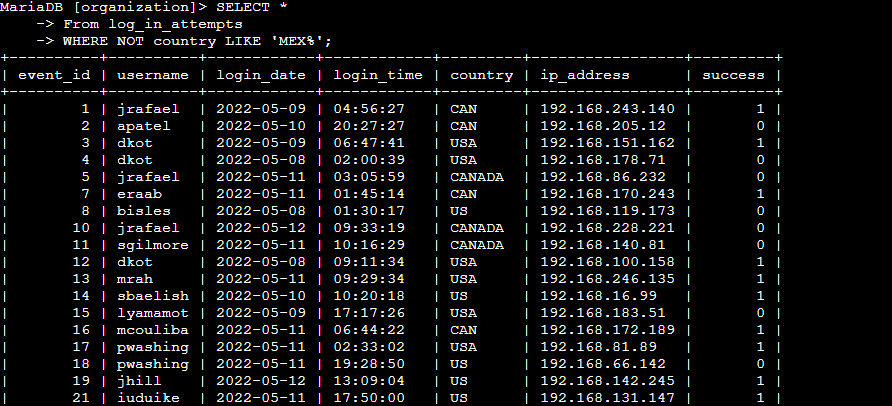 MariaDB [organization]> SELECT *
    -> From log_in_attempts
    -> WHERE NOT country LIKE 'MEX%';
+----------+----------+------------+------------+---------+-----------------+---------+
| event_id | username | login_date | login_time | country | ip_address      | success |
+----------+----------+------------+------------+---------+-----------------+---------+
|        1 | jrafael  | 2022-05-09 | 04:56:27   | CAN     | 192.168.243.140 |       1 |
|        2 | apatel   | 2022-05-10 | 20:27:27   | CAN     | 192.168.205.12  |       0 |
|        3 | dkot     | 2022-05-09 | 06:47:41   | USA     | 192.168.151.162 |       1 |
|        4 | dkot     | 2022-05-08 | 02:00:39   | USA     | 192.168.178.71  |       0 |
|        5 | jrafael  | 2022-05-11 | 03:05:59   | CANADA  | 192.168.86.232  |       0 |
|        7 | eraab    | 2022-05-11 | 01:45:14   | CAN     | 192.168.170.243 |       1 |
|        8 | bisles   | 2022-05-08 | 01:30:17   | US      | 192.168.119.173 |       0 |
|       10 | jrafael  | 2022-05-12 | 09:33:19   | CANADA  | 192.168.228.221 |       0 |
|       11 | sgilmore | 2022-05-11 | 10:16:29   | CANADA  | 192.168.140.81  |       0 |
|       12 | dkot     | 2022-05-08 | 09:11:34   | USA     | 192.168.100.158 |       1 |
|       13 | mrah     | 2022-05-11 | 09:29:34   | USA     | 192.168.246.135 |       1 |
|       14 | sbaelish | 2022-05-10 | 10:20:18   | US      | 192.168.16.99   |       1 |
|       15 | lyamamot | 2022-05-09 | 17:17:26   | USA     | 192.168.183.51  |       0 |
|       16 | mcouliba | 2022-05-11 | 06:44:22   | CAN     | 192.168.172.189 |       1 |
|       17 | pwashing | 2022-05-11 | 02:33:02   | USA     | 192.168.81.89   |       1 |
|       18 | pwashing | 2022-05-11 | 19:28:50   | US      | 192.168.66.142  |       0 |
|       19 | jhill    | 2022-05-12 | 13:09:04   | US      | 192.168.142.245 |       1 |
|       21 | iuduike  | 2022-05-11 | 17:50:00   | US      | 192.168.131.147 |       1 |